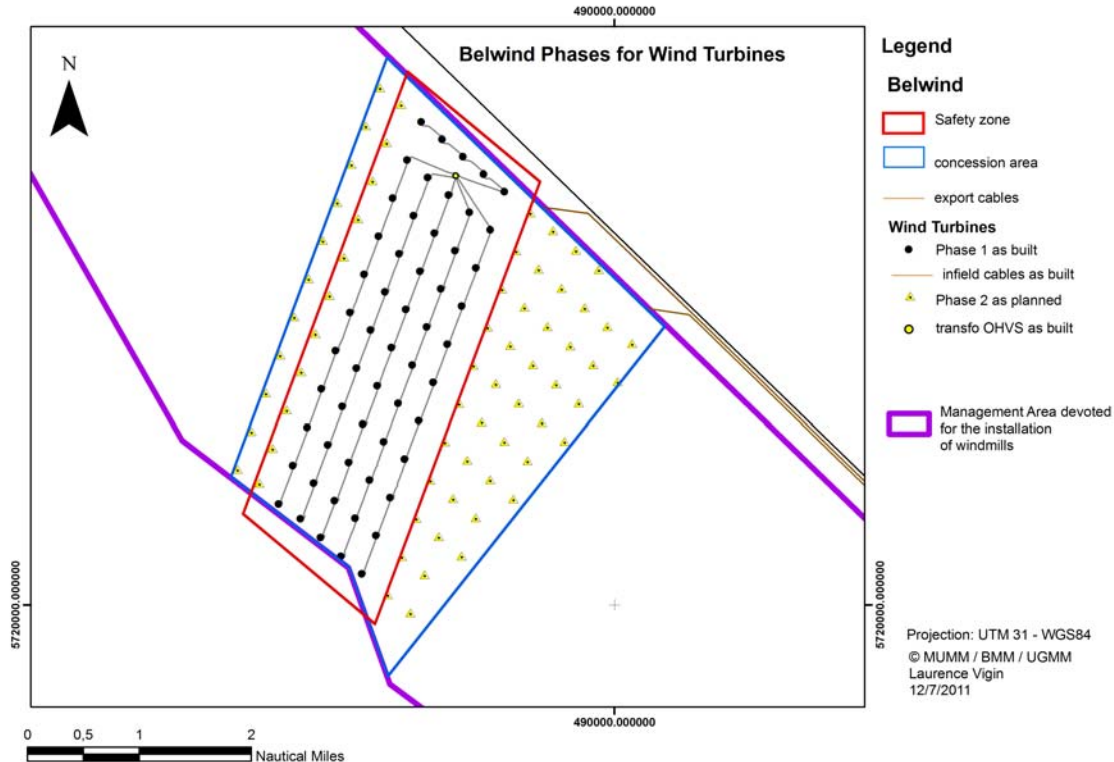 490000.000000
Belwind Phases for Wind Turbines
N
5720000.000000
5720000.000000
490000.000000
0 0,5 1 2
Nautical Miles
Legend
Belwind
Safety zone
concession area
export cables
Wind Turbines
Phase 1 as built
infield cables as built
Phase 2 as planned
transfo OHVS as built
Management Area devoted
for the installation
of windmills
Projection: UTM 31 - WGS84
© MUMM / BMM / UGMM
Laurence Vigin
12/7/2011